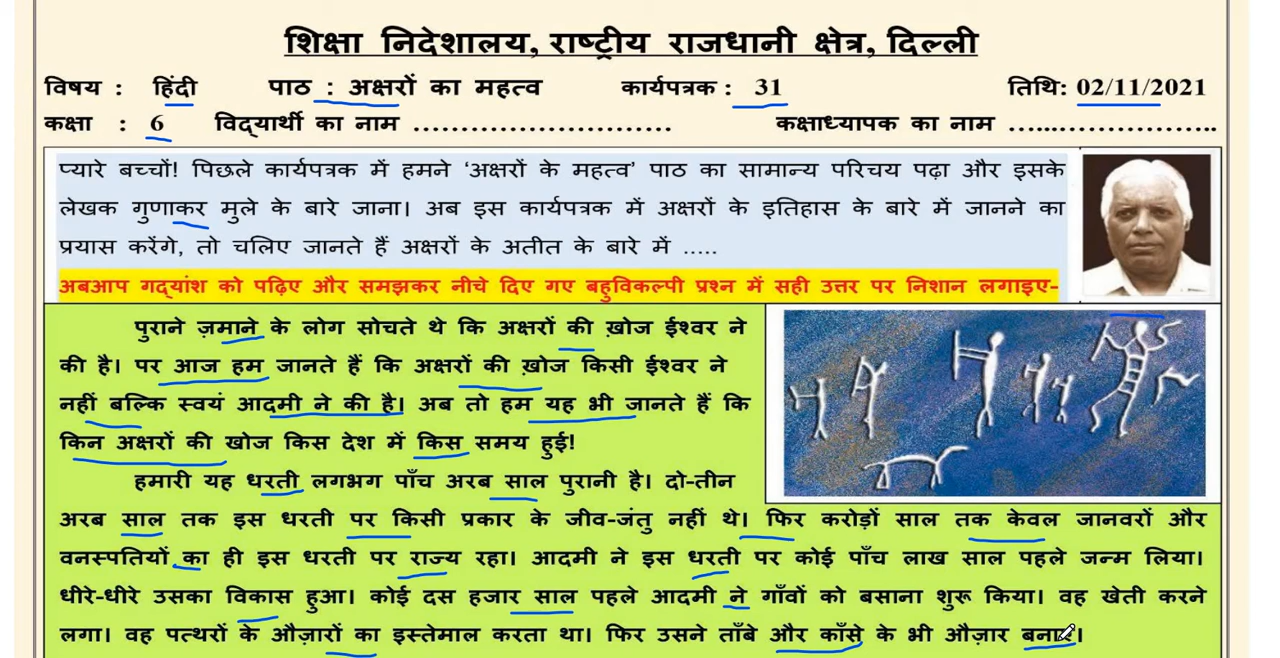 शिक्षा निदेशालय, राष्ट्रीय राजधानी क्षेत्र, दिल्ली
विषय : हिंदी पाठ : अक्षरों का महत्व कार्यपत्रक : 31 तिथि: 02/11/2021
कक्षा : 6 विद्यार्थी का नाम ........................... कक्षाध्यापक का नाम ......................
प्यारे बच्चों! पिछले कार्यपत्रक में हमने ‘अक्षरों के महत्व’ पाठ का सामान्य परिचय पढ़ा और इसके
लेखक गुणाकर मुले के बारे जाना। अब इस कार्यपत्रक में अक्षरों के इतिहास के बारे में जानने का
प्रयास करेंगे, तो चलिए जानते हैं अक्षरों के अतीत के बारे में .....
अबआप गद्यांश को पढ़िए और समझकर नीचे दिए गए बहुविकल्पी प्रश्न में सही उत्तर पर निशान लगाइए-
पुराने ज़माने के लोग सोचते थे कि अक्षरों की ख़ोज ईश्वर ने
की है। पर आज हम जानते हैं कि अक्षरों की ख़ोज किसी ईश्वर ने
नहीं बल्कि स्वयं आदमी ने की है। अब तो हम यह भी जानते हैं कि
किन अक्षरों की खोज किस देश में किस समय हुई!
हमारी यह धरती लगभग पाँच अरब साल पुरानी है। दो-तीन
अरब साल तक इस धरती पर किसी प्रकार के जीव-जंतु नहीं थे। फिर करोड़ों साल तक केवल जानवरों और
वनस्पतियों का ही इस धरती पर राज्य रहा। आदमी ने इस धरती पर कोई पाँच लाख साल पहले जन्म लिया।
धीरे-धीरे उसका विकास हुआ। कोई दस हजार साल पहले आदमी ने गाँवों को बसाना शुरू किया। वह खेती करने
लगा। वह पत्थरों के औज़ारों का इस्तेमाल करता था। फिर उसने ताँबे और काँसे के भी औज़ार बनाए।